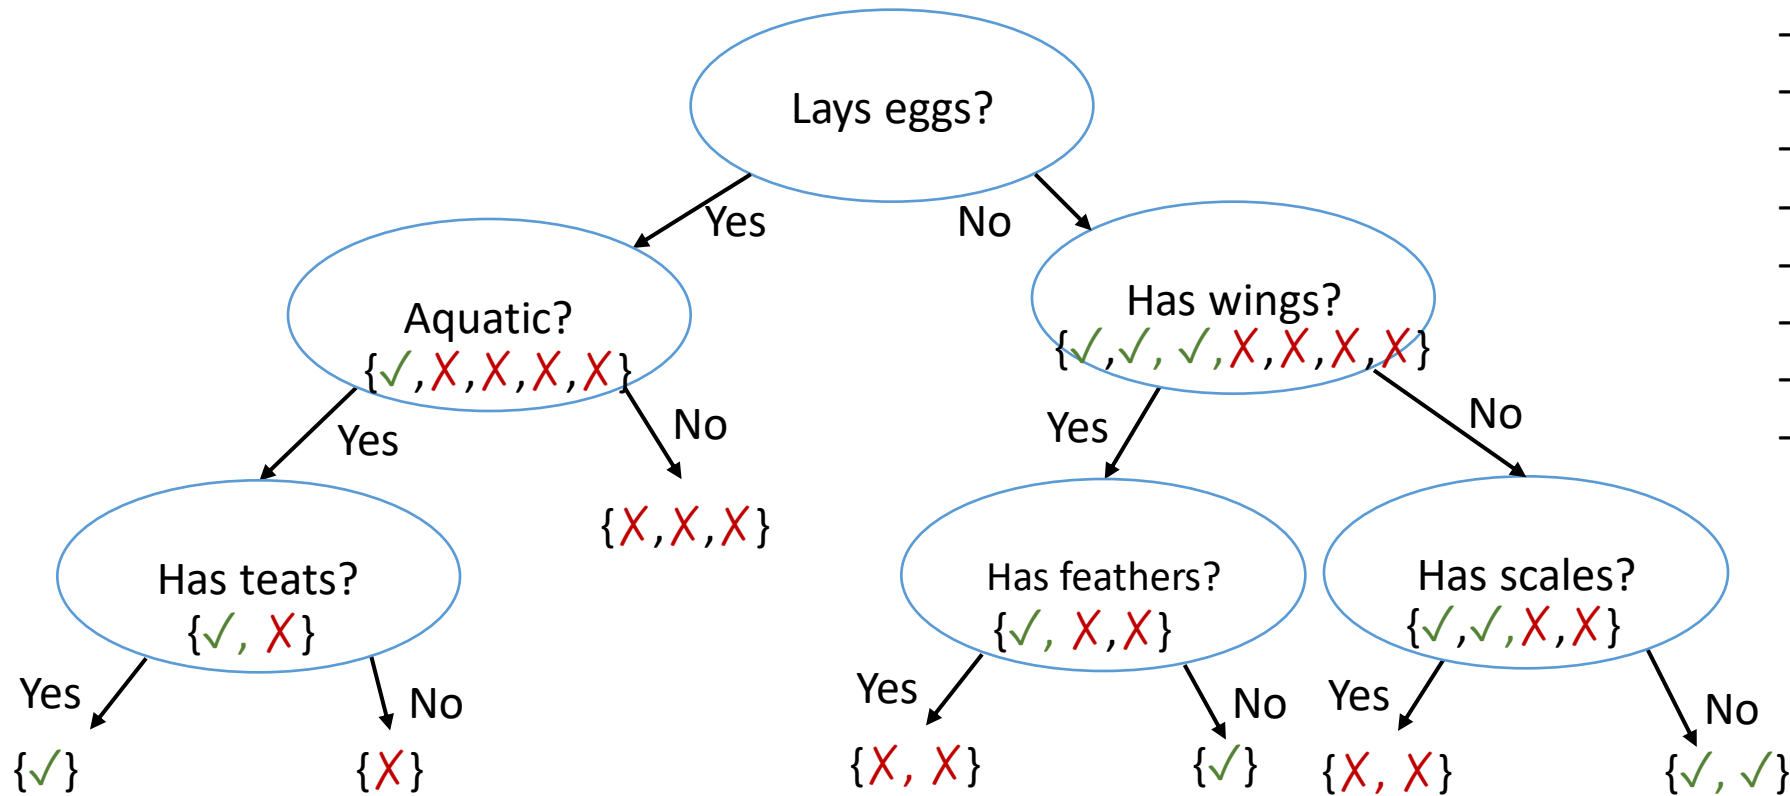 Lays eggs?
Yes
No
Aquatic?
{✓,✗,✗,✗,✗}
Has wings?
{✓,✓,✓,✗,✗,✗,✗}
Yes
No
Yes
No
Has teats?
{✓,✗}
{✗,✗,✗}
Has feathers?
{✓,✗,✗}
Has scales?
{✓,✓,✗,✗}
Yes
No
Yes
No
Yes
No
{✓}
{✗}
{✗,✗}
{✓}
{✗,✗}
{✓,✓}